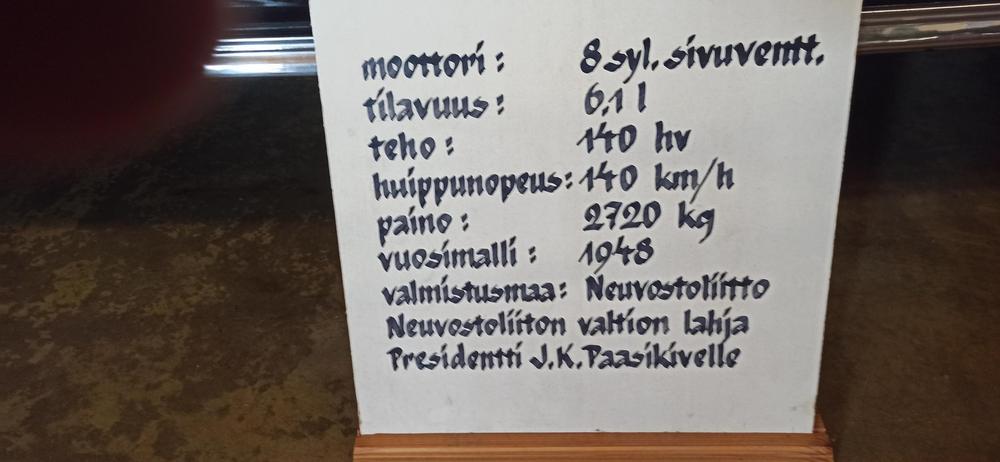 moottori : 8 syl. sivuventt.
tilavuus : 6,1 l
teho : 140 hv
huippunopeus : 140 km/h
paino : 2720 kg
vuosimalli : 1948
valmistusmaa : Neuvostoliitto
Neuvostoliiton valtion lahja
Presidentti J.K. Paasikivelle